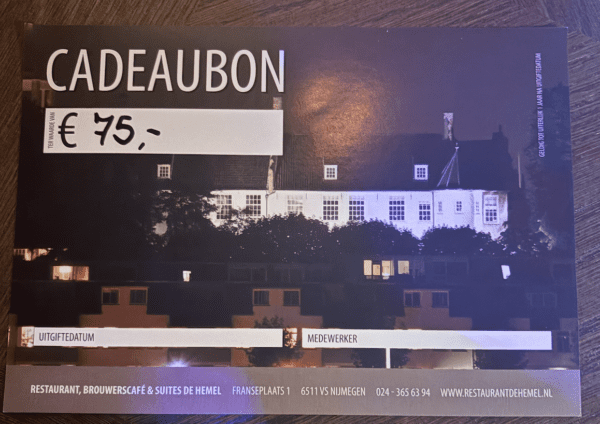 CADEAUBON
TER WAARDE VAN
€ 75,-
GELDIG TOT UITERLIJK 1 JAAR NA UITGIFTEDATUM
UITGIFTEDATUM
MEDEWERKER
RESTAURANT, BROUWERSCAFÉ & SUITES DE HEMEL FRANSEPLAATS 1 6511 VS NIJMEGEN 024 - 365 63 94 WWW.RESTAURANTDEHEMEL.NL